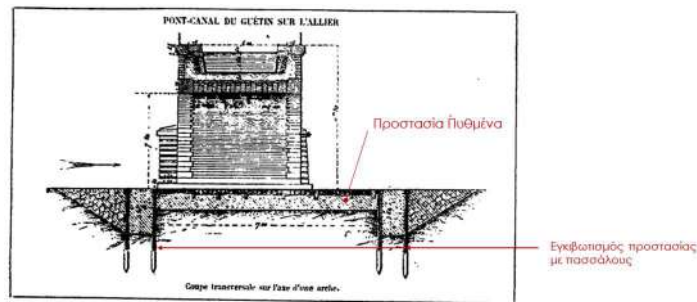 PONT-CANAL DU GUÉTIN SUR L'ALLIER
Προστασία Πυθμένα
Εγκιβωτισμός προστασίας
με πασσάλους
Coupe transversale sur l'axe d'une arche.